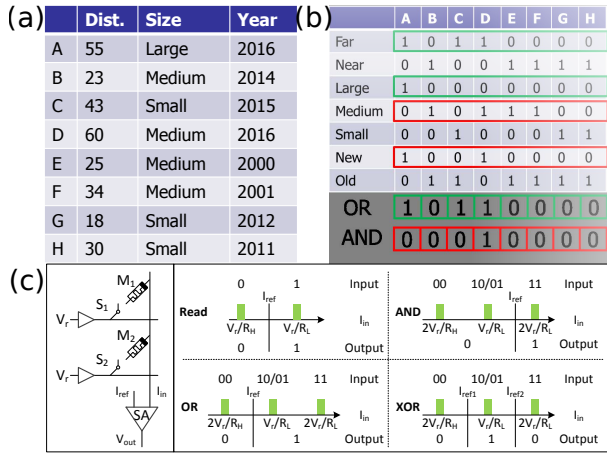 (a)
Dist. Size Year
A 55 Large 2016
B 23 Medium 2014
C 43 Small 2015
D 60 Medium 2016
E 25 Medium 2000
F 34 Medium 2001
G 18 Small 2012
H 30 Small 2011
(b)
A B C D E F G H
Far 1 0 1 1 0 0 0 0
Near 0 1 0 0 1 1 1 1
Large 1 0 0 0 0 0 0 0
Medium 0 1 0 1 1 1 0 0
Small 0 0 1 0 0 0 1 1
New 1 0 0 1 0 0 0 0
Old 0 1 1 0 1 1 1 1
OR 1 0 1 1 0 0 0 0
AND 0 0 0 1 0 0 0 0
(c)
M1
S1
Vr
M2
S2
Vr
Iref Iin
SA
Vout
0 1 Input
Iref
Read Iin
Vr/RH Vr/RL
0 1 Output
00 10/01 11 Input
Iref
AND Iin
2Vr/RH Vr/RL 2Vr/RL
0 1 Output
00 10/01 11 Input
Iref
OR Iin
2Vr/RH Vr/RL 2Vr/RL
0 1 Output
00 10/01 11 Input
Iref1 Iref2
XOR Iin
2Vr/RH Vr/RL 2Vr/RL
0 1 0 Output